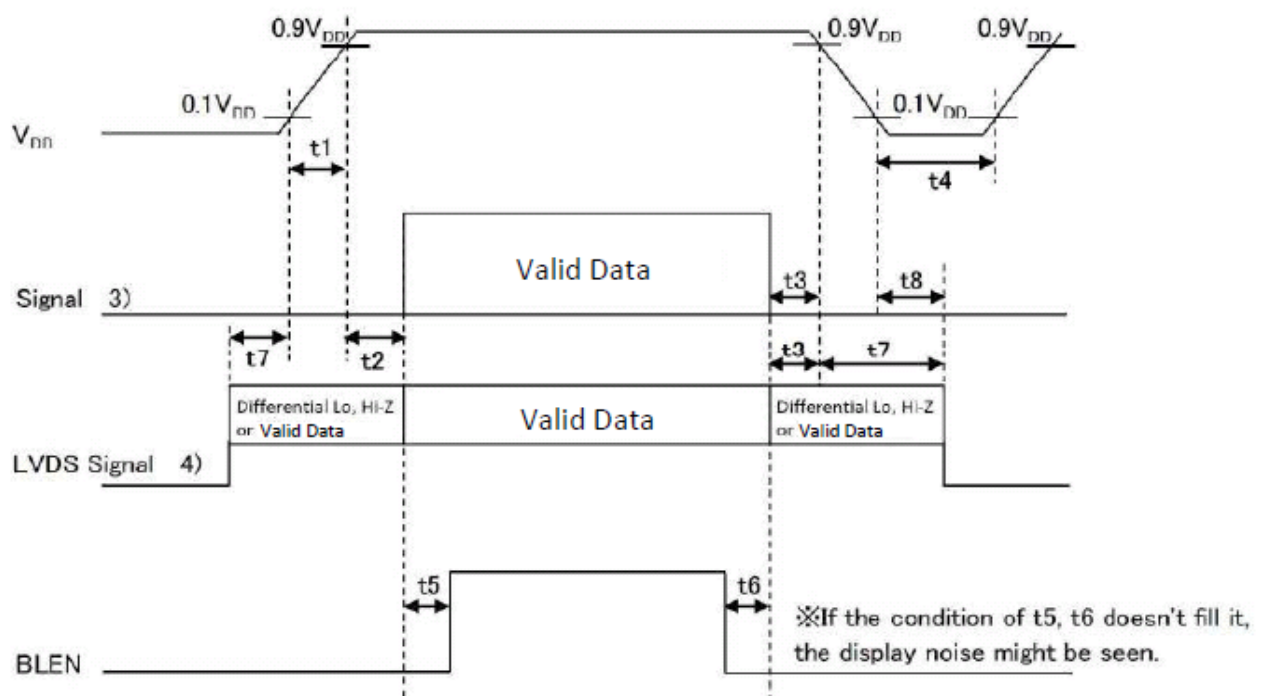 0.9VDD
0.9VDD
0.9VDD
0.1VDD
0.1VDD
VDD
t1
t4
Valid Data
Signal 3)
t3
t8
t7
t2
t3
t7
Differential Lo, Hi-Z
or Valid Data
Valid Data
Differential Lo, Hi-Z
or Valid Data
LVDS Signal 4)
t5
t6
BLEN
※If the condition of t5, t6 doesn't fill it,
the display noise might be seen.